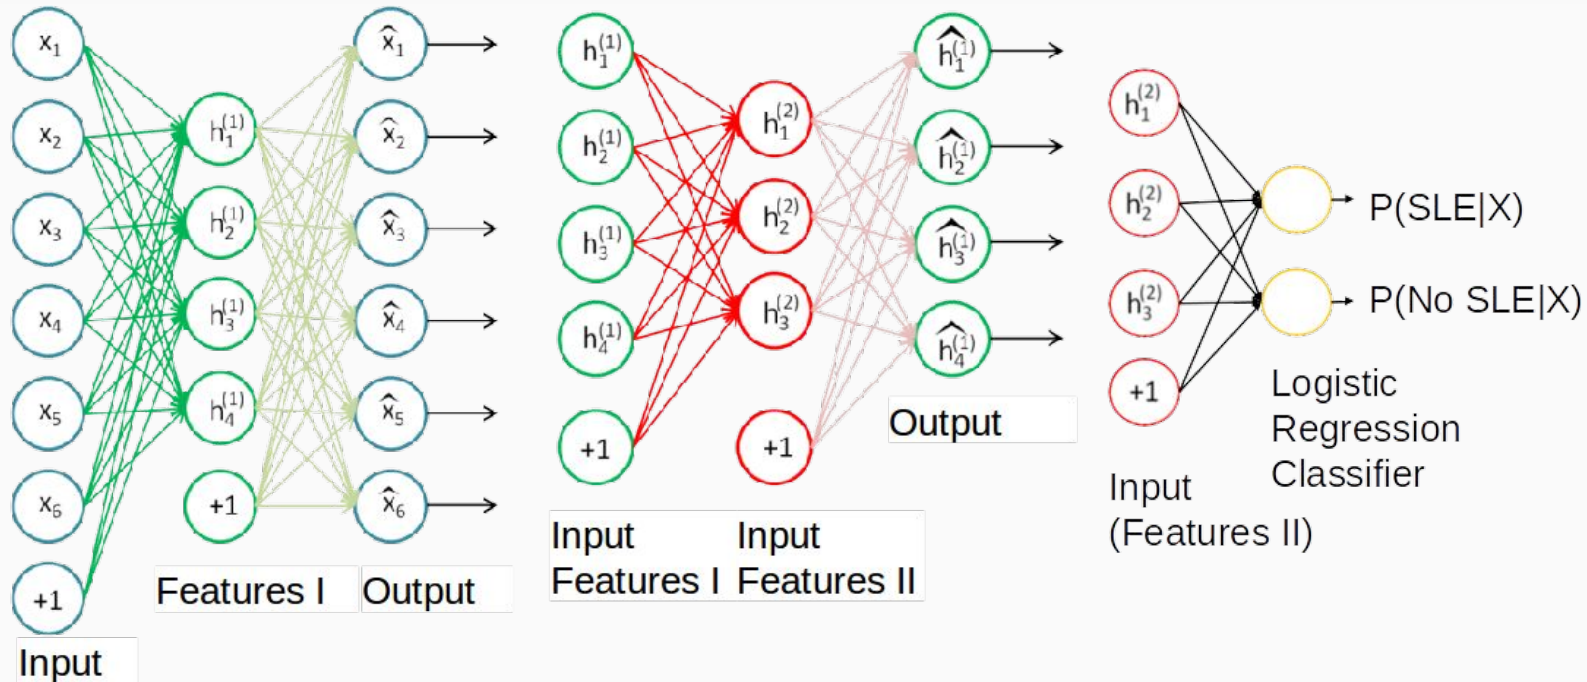 x₁
x₂
x₃
x₄
x₅
x₆
+1
Input
h₁⁽¹⁾
h₂⁽¹⁾
h₃⁽¹⁾
h₄⁽¹⁾
+1
Features I
x̂₁
x̂₂
x̂₃
x̂₄
x̂₅
x̂₆
Output
h₁⁽¹⁾
h₂⁽¹⁾
h₃⁽¹⁾
h₄⁽¹⁾
+1
Input
Features I
h₁⁽²⁾
h₂⁽²⁾
h₃⁽²⁾
+1
Input
Features II
ĥ₁⁽¹⁾
ĥ₂⁽¹⁾
ĥ₃⁽¹⁾
ĥ₄⁽¹⁾
Output
h₁⁽²⁾
h₂⁽²⁾
h₃⁽²⁾
+1
Input
(Features II)
P(SLE|X)
P(No SLE|X)
Logistic
Regression
Classifier